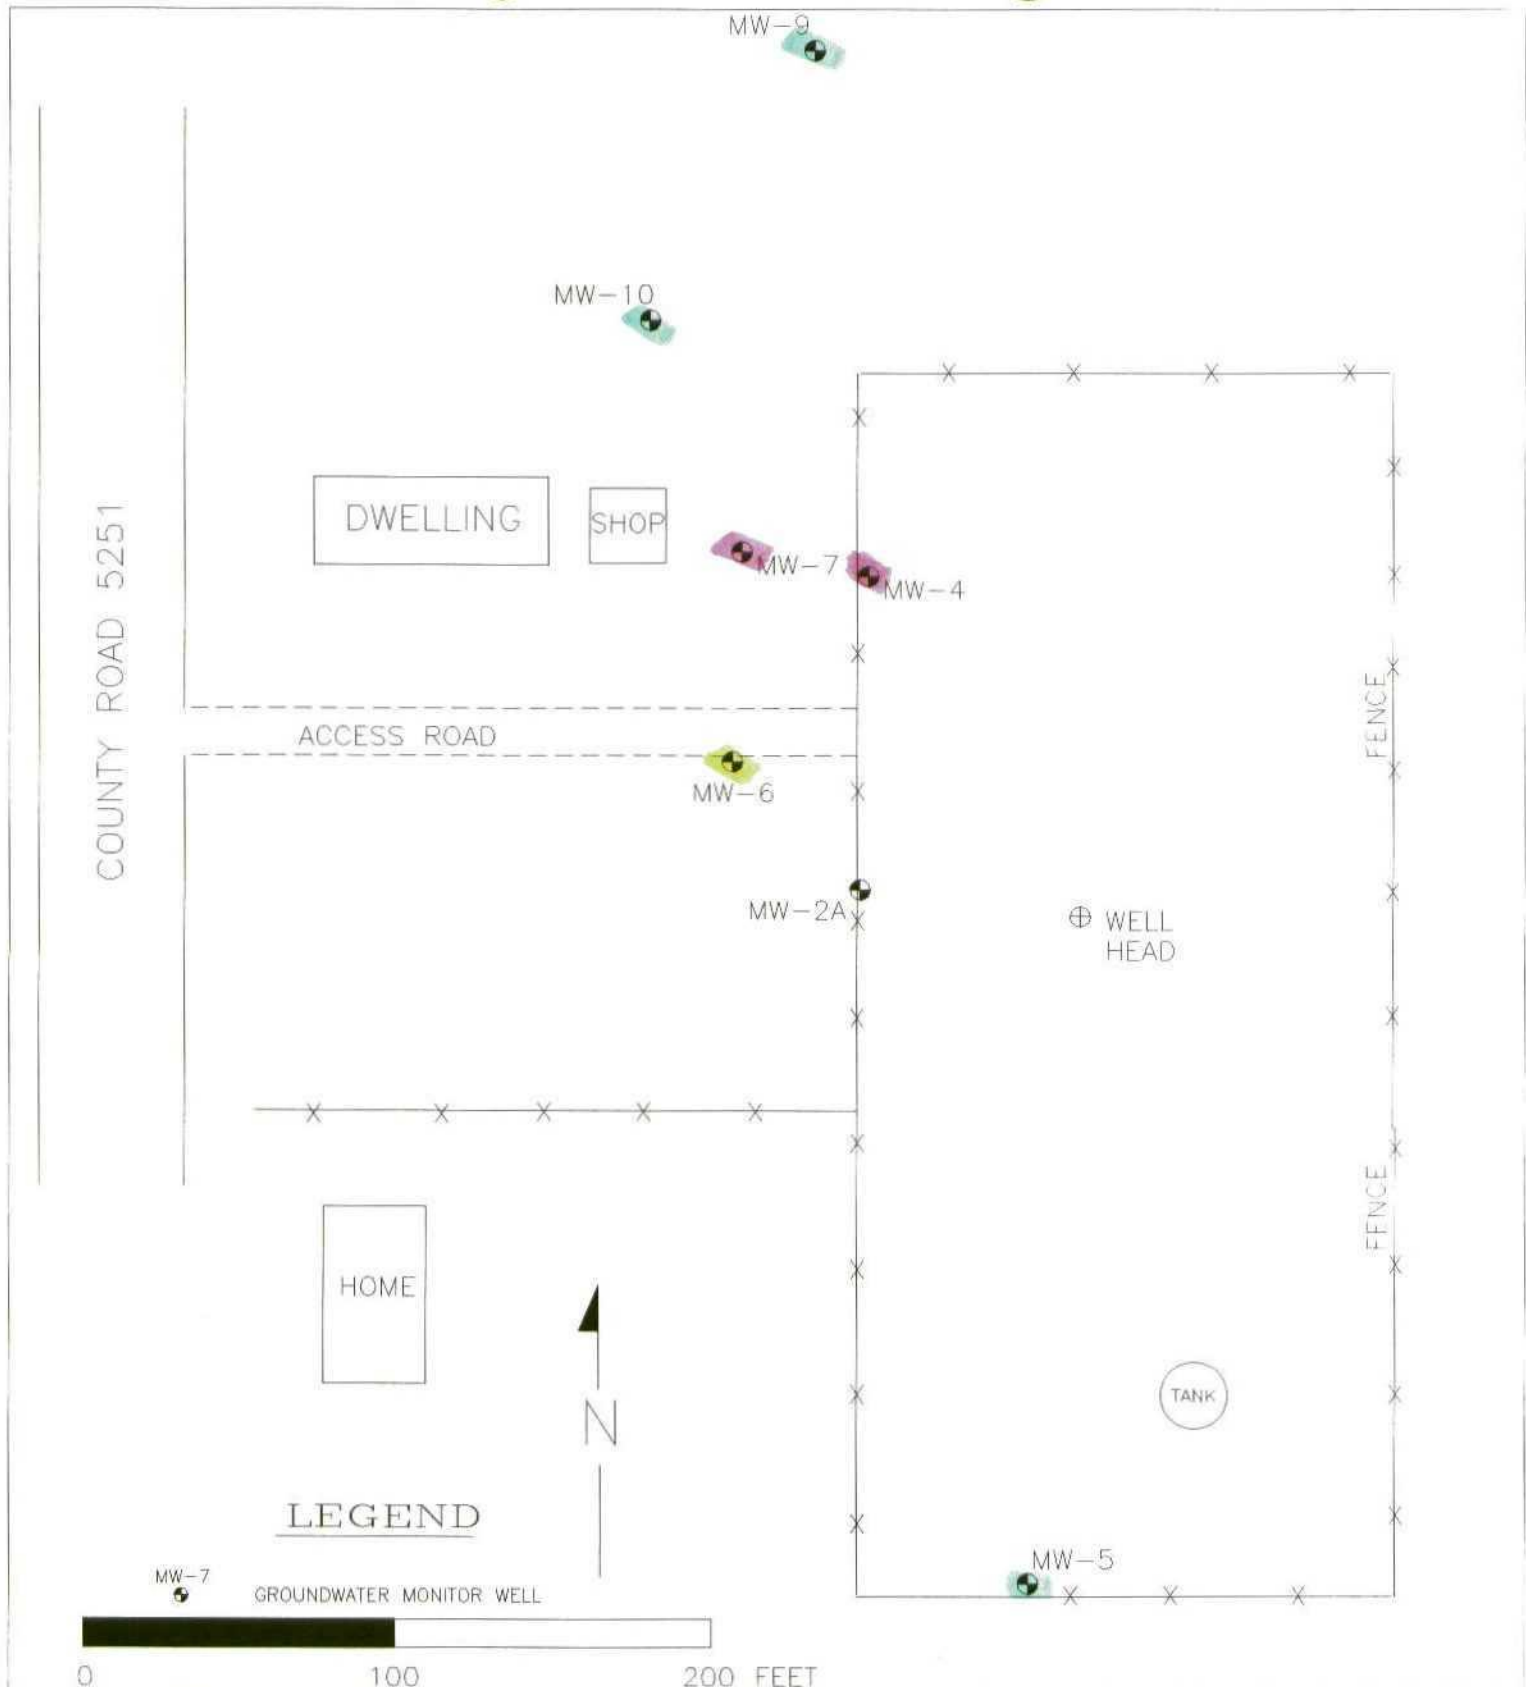 MW-9
MW-10
DWELLING
SHOP
MW-7
MW-4
COUNTY ROAD 5251
FENCE
ACCESS ROAD
MW-6
MW-2A
WELL
HEAD
FENCE
HOME
TANK
N
LEGEND
MW-5
MW-7
GROUNDWATER MONITOR WELL
0 100 200 FEET